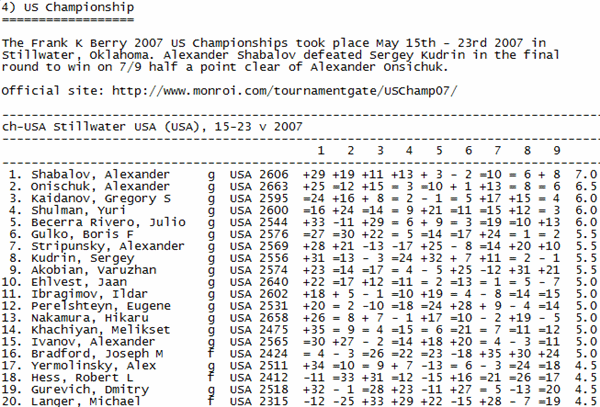 4) US Championship
==================
The Frank K Berry 2007 US Championships took place May 15th - 23rd 2007 in
Stillwater, Oklahoma. Alexander Shabalov defeated Sergey Kudrin in the final
round to win on 7/9 half a point clear of Alexander Onsichuk.
Official site: http://www.monroi.com/tournamentgate/USChamp07/
ch-USA Stillwater USA (USA), 15-23 v 2007
1 2 3 4 5 6 7 8 9
1. Shabalov, Alexander g USA 2606 +29 +19 +11 +13 + 3 - 2 =10 = 6 + 8 7.0
2. Onischuk, Alexander g USA 2663 +25 =12 +15 = 3 =10 + 1 +13 = 8 = 6 6.5
3. Kaidanov, Gregory S g USA 2595 =24 +16 + 8 = 2 - 1 = 5 +17 +15 = 4 6.0
4. Shulman, Yuri g USA 2600 =16 +24 =14 = 9 +21 =11 =15 +12 = 3 6.0
5. Becerra Rivero, Julio g USA 2544 +33 -11 +29 = 6 + 9 = 3 =19 =10 +13 6.0
6. Gulko, Boris F g USA 2576 =27 =30 +22 = 5 =14 =17 +24 = 1 = 2 5.5
7. Stripunsky, Alexander g USA 2569 +28 +21 -13 -17 +25 - 8 =14 +20 +10 5.5
8. Kudrin, Sergey g USA 2556 +31 =13 - 3 =24 +32 + 7 +11 = 2 - 1 5.5
9. Akobian, Varuzhan g USA 2574 +23 =14 =17 = 4 - 5 +25 -12 +31 +21 5.5
10. Ehlvest, Jaan g USA 2640 +22 +17 +12 =11 = 2 =13 = 1 = 5 - 7 5.0
11. Ibragimov, Ildar g USA 2602 +18 + 5 - 1 =10 +19 = 4 - 8 =14 =15 5.0
12. Perelshteyn, Eugene g USA 2531 +20 = 2 -10 =18 =24 +28 + 9 - 4 =14 5.0
13. Nakamura, Hikaru g USA 2658 +26 = 8 + 7 - 1 +17 =10 - 2 +19 - 5 5.0
14. Khachiyan, Melikset g USA 2475 +35 = 9 = 4 =15 = 6 =21 = 7 =11 =12 5.0
15. Ivanov, Alexander g USA 2565 =30 +27 - 2 =14 +18 +20 = 4 - 3 =11 5.0
16. Bradford, Joseph M f USA 2424 = 4 - 3 =26 =22 =23 -18 +35 +30 +24 5.0
17. Yermolinsky, Alex g USA 2511 +34 -10 = 9 + 7 -13 = 6 - 3 =24 =18 4.5
18. Hess, Robert L f USA 2412 -11 =33 +31 =12 -15 +16 =21 =26 =17 4.5
19. Gurevich, Dmitry g USA 2518 +32 - 1 =28 +23 -11 +27 = 5 -13 =20 4.5
20. Langer, Michael f USA 2315 -12 -25 +33 +29 +22 -15 +28 - 7 =19 4.5